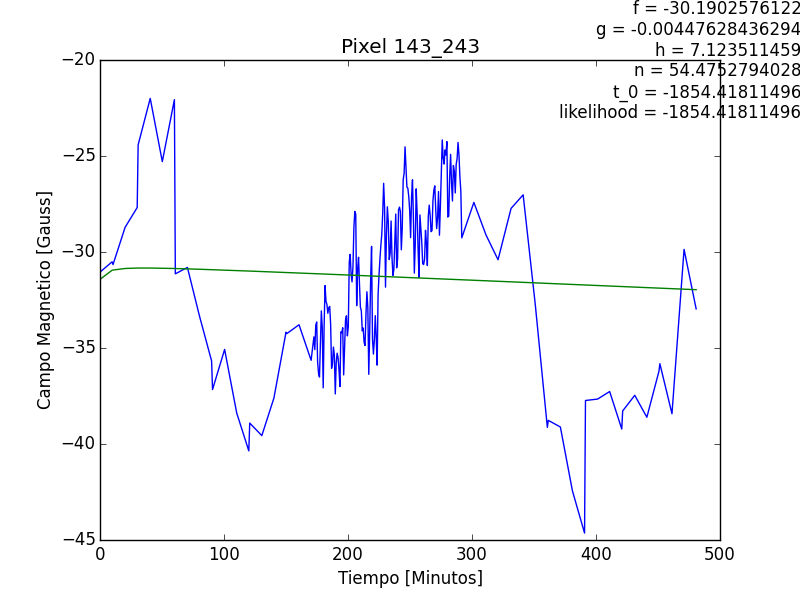 f = -30.1902576122
g = -0.00447628436294
h = 7.123511459
n = 54.4752794028
t_0 = -1854.41811496
likelihood = -1854.41811496
Pixel 143_243
Campo Magnetico [Gauss]
−20
−25
−30
−35
−40
−45
0 100 200 300 400 500
Tiempo [Minutos]